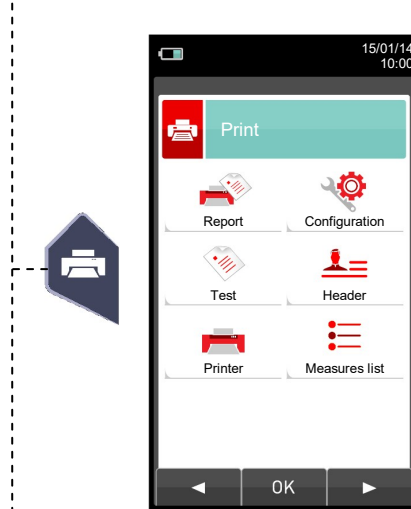 15/01/14
10:00
Print
Report Configuration
Test Header
Printer Measures list
OK